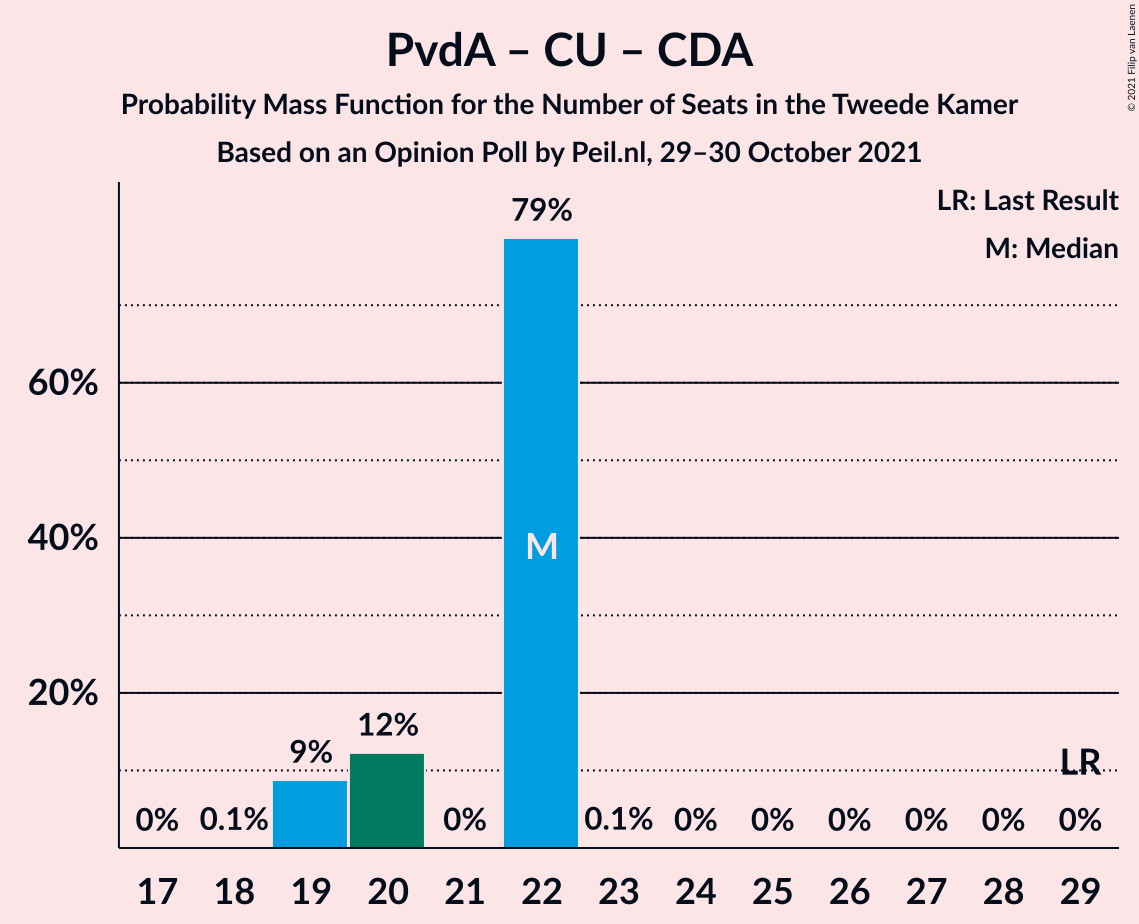 PvdA – CU – CDA
Probability Mass Function for the Number of Seats in the Tweede Kamer
Based on an Opinion Poll by Peil.nl, 29–30 October 2021
© 2021 Filip van Laenen
LR: Last Result
M: Median
79%
60%
40%
M
20%
12%
9%
LR
0% 0.1% 0% 0.1% 0% 0% 0% 0% 0% 0%
17 18 19 20 21 22 23 24 25 26 27 28 29